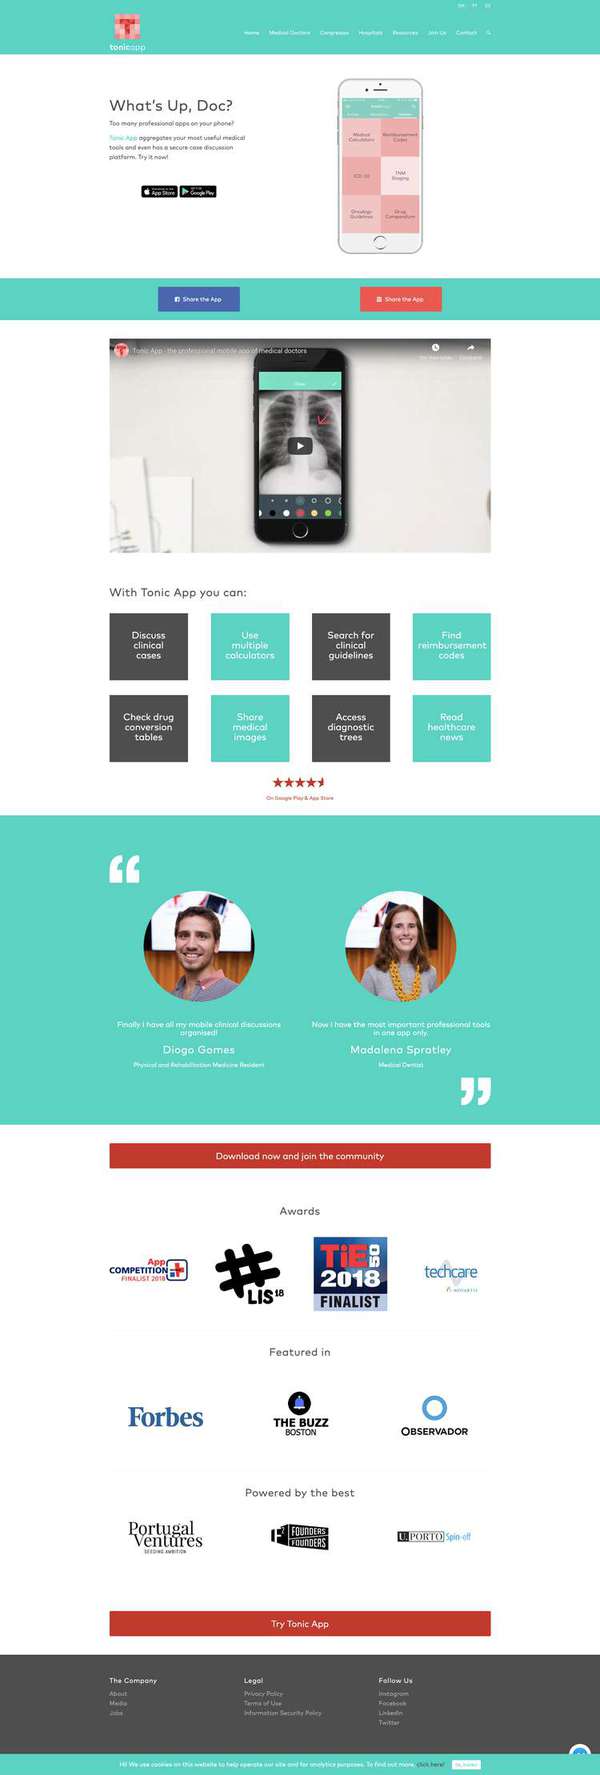 EN PT ES
T
tonicapp
Home Medical Doctors Companies Hospitals Resources Join Us Contact
What's Up, Doc?
Too many professional apps on your phone?
Tonic App aggregates your most useful medical
tools and even has a secure case discussion
platform. Try it now!
App Store
Google Play
Medical
Calculators
Reimbursement
Codes
ICD-10
TNM
Staging
Oncology
Guidelines
Drug
Compendium
Share the App
Share the App
Tonic App - the professional mobile app of medical doctors
With Tonic App you can:
Discuss
clinical
cases
Use
multiple
calculators
Search for
clinical
guidelines
Find
reimbursement
codes
Check drug
conversion
tables
Share
medical
images
Access
diagnostic
trees
Read
healthcare
news
On Google Play & App Store
Finally I have all my mobile clinical discussions
organised!
Diogo Gomes
Physical and Rehabilitation Medicine Resident
Now I have the most important professional tools
in one app only.
Madalena Spratley
Medical Dentist
Download now and join the community
Awards
App
COMPETITION
FINALIST 2018
#LIS18
TiE50
2018
FINALIST
techcare
NOVARTIS
Featured in
Forbes
THE BUZZ
BOSTON
OBSERVADOR
Powered by the best
Portugal
Ventures
SEEDING AMBITION
F2 FOUNDERS
FOUNDERS
U.PORTO Spin-off
Try Tonic App
The Company
About
Media
Jobs
Legal
Privacy Policy
Terms of Use
Information Security Policy
Follow Us
Instagram
Facebook
LinkedIn
Twitter
Hi! We use cookies on this website to help operate our site and for analytics purposes. To find out more, click here!
Ok, thanks